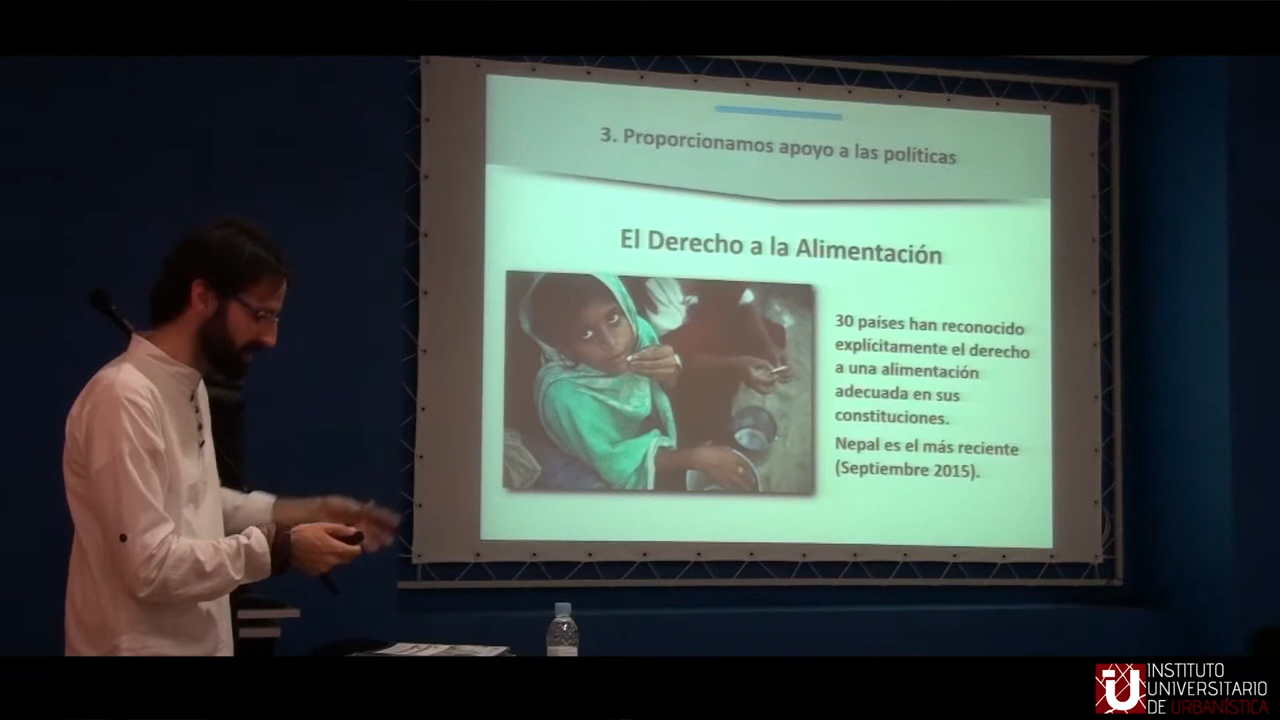 3. Proporcionamos apoyo a las políticas
El Derecho a la Alimentación
30 países han reconocido
explícitamente el derecho
a una alimentación
adecuada en sus
constituciones.
Nepal es el más reciente
(Septiembre 2015).
INSTITUTO
UNIVERSITARIO
DE URBANÍSTICA